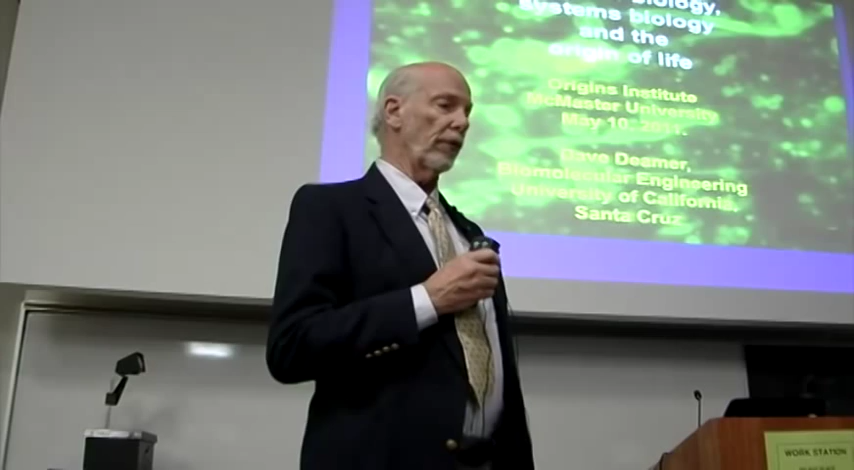 biology,
systems biology
and the
origin of life
Origins Institute
McMaster University
May 10, 2011
Dave Deamer,
Biomolecular Engineering
University of California,
Santa Cruz
WORK STATION